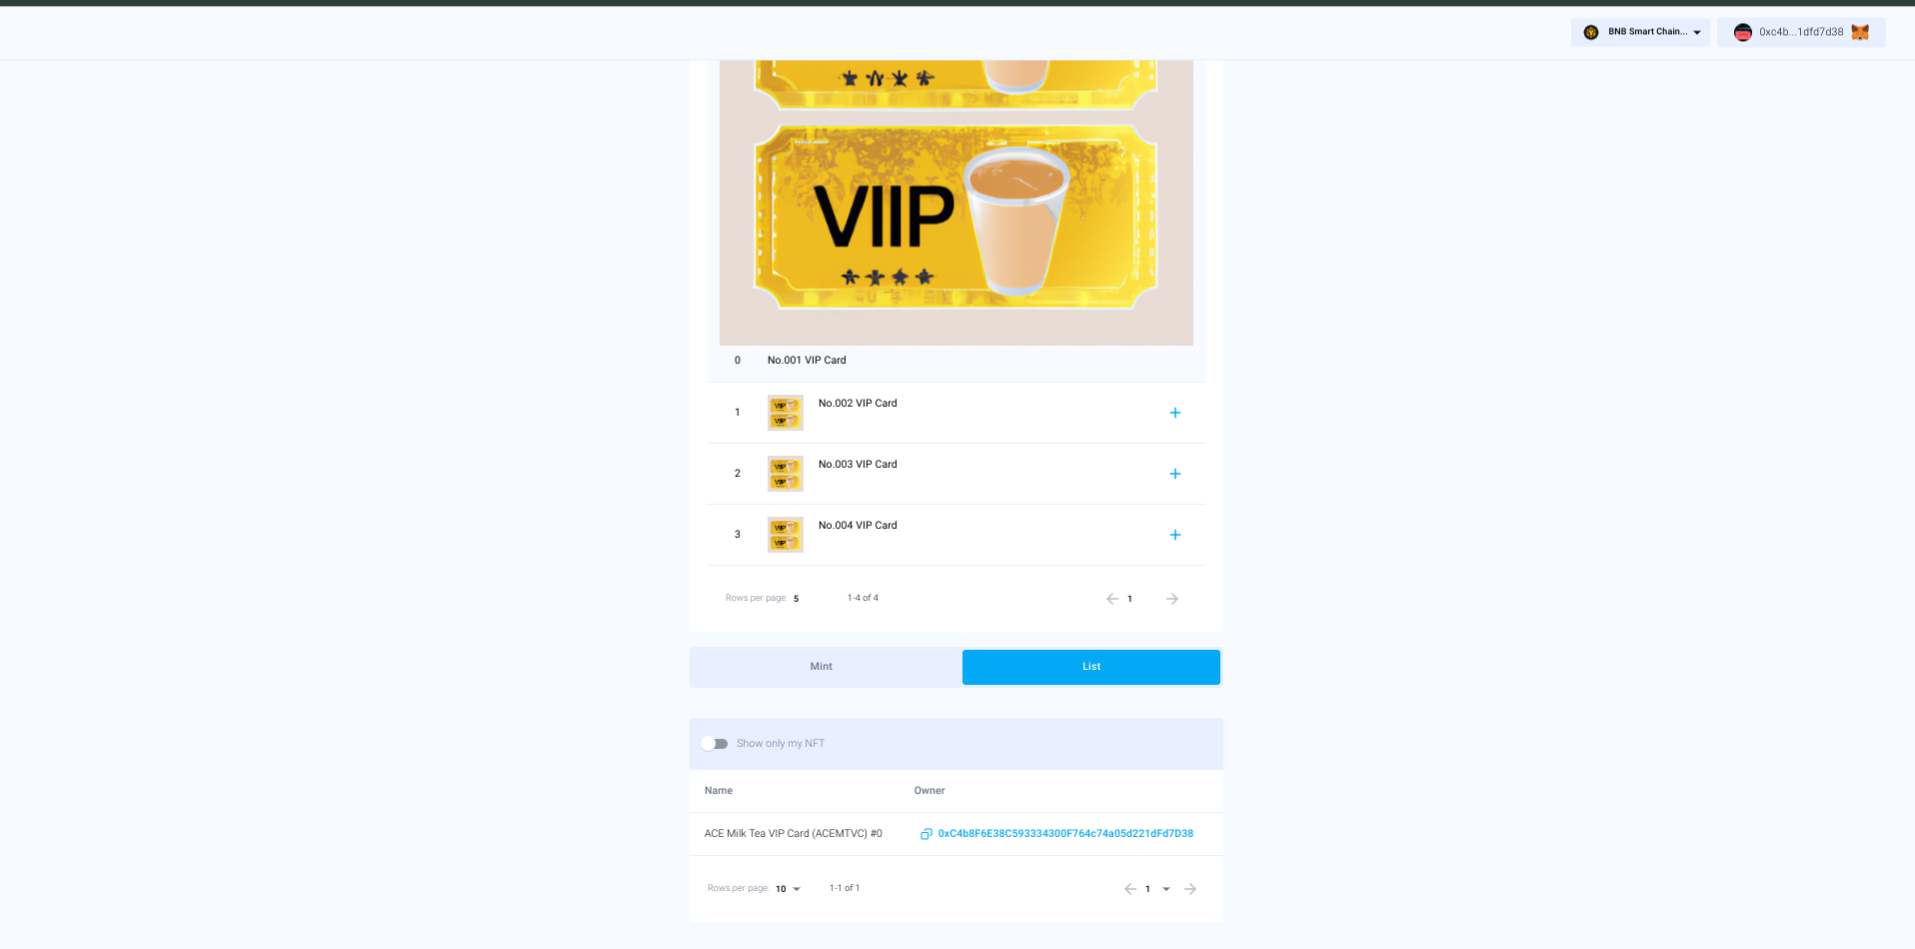 BNB Smart Chain...
0xc4b...1dfd7d38
VIIP
0 No.001 VIP Card
1 No.002 VIP Card
2 No.003 VIP Card
3 No.004 VIP Card
Rows per page: 5 1-4 of 4 1
Mint List
Show only my NFT
Name Owner
ACE Milk Tea VIP Card (ACEMTVC) #0 0xC4b8F6E38C593334300F764c74a05d221dFd7D38
Rows per page: 10 1-1 of 1 1